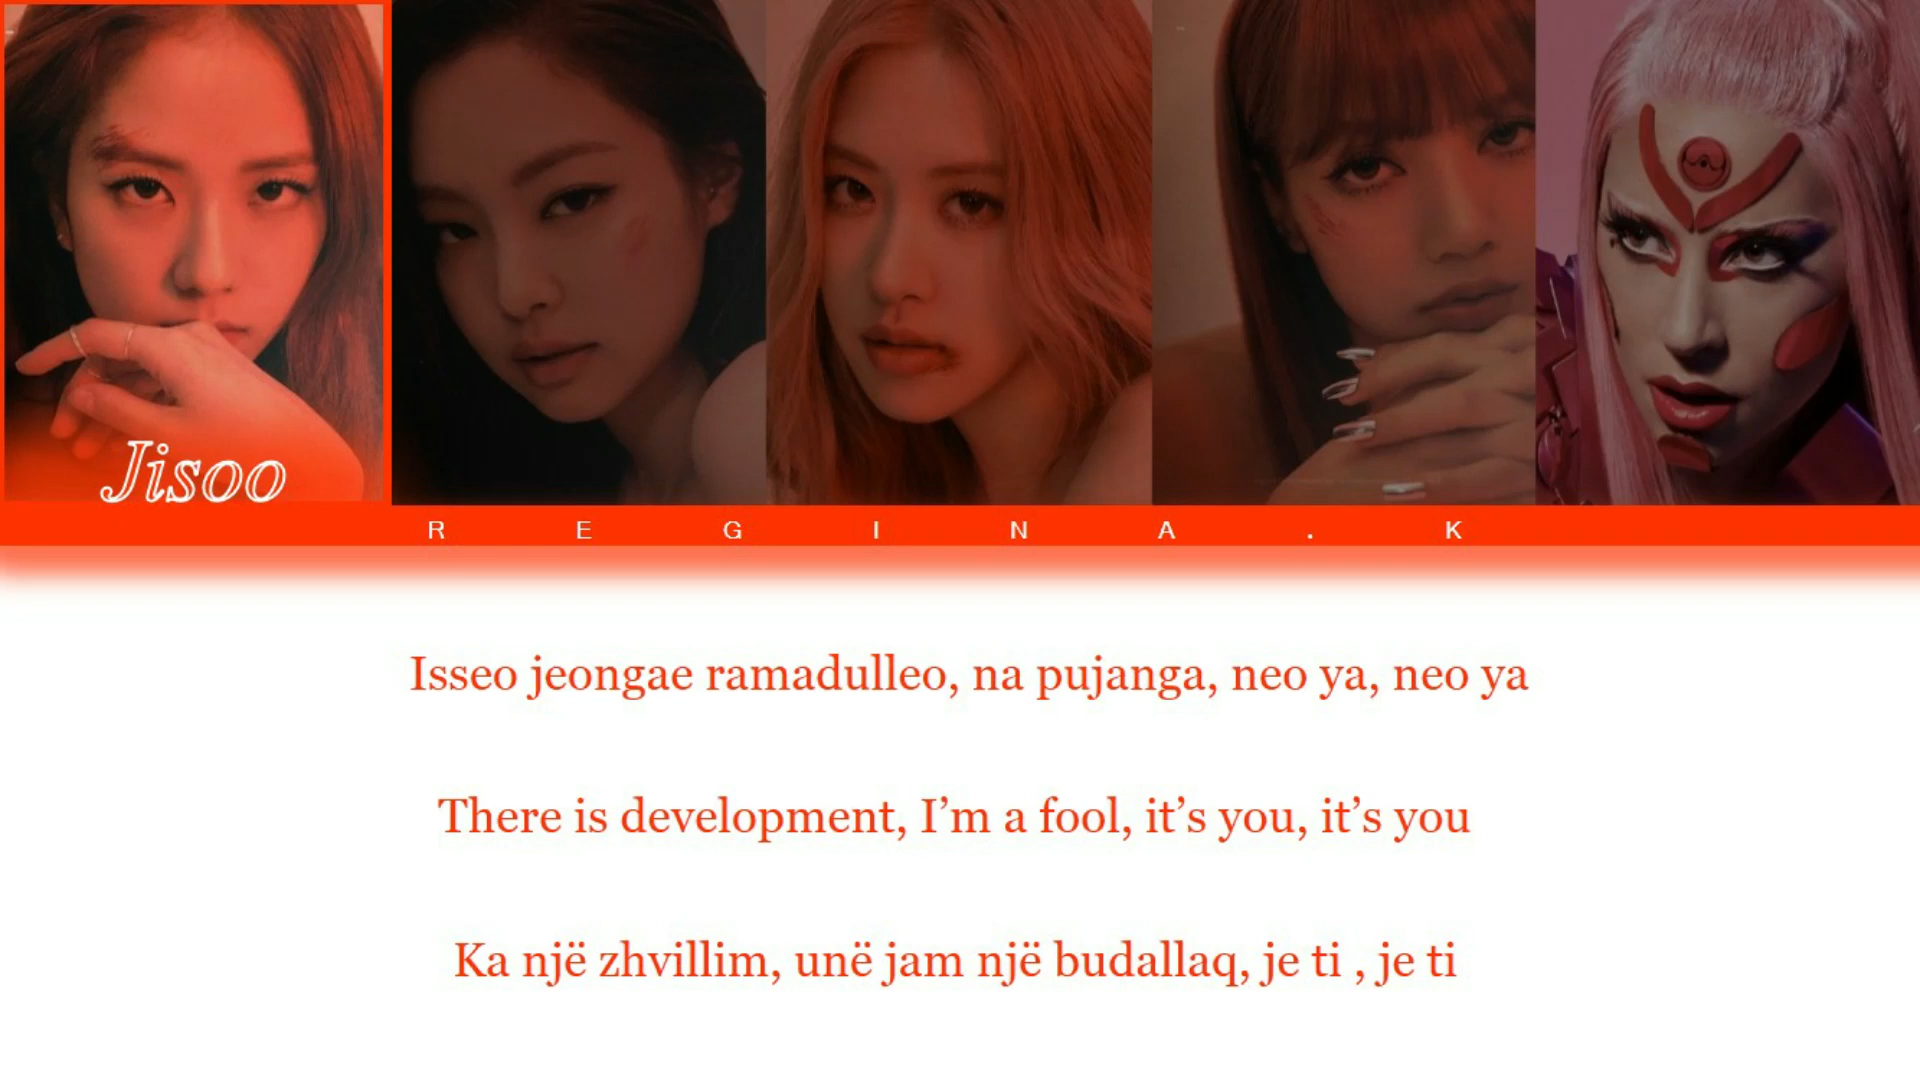 Jisoo
REGINA.K
Isseo jeongae ramadulleo, na pujanga, neo ya, neo ya
There is development, I’m a fool, it’s you, it’s you
Ka një zhvillim, unë jam një budallaq, je ti , je ti